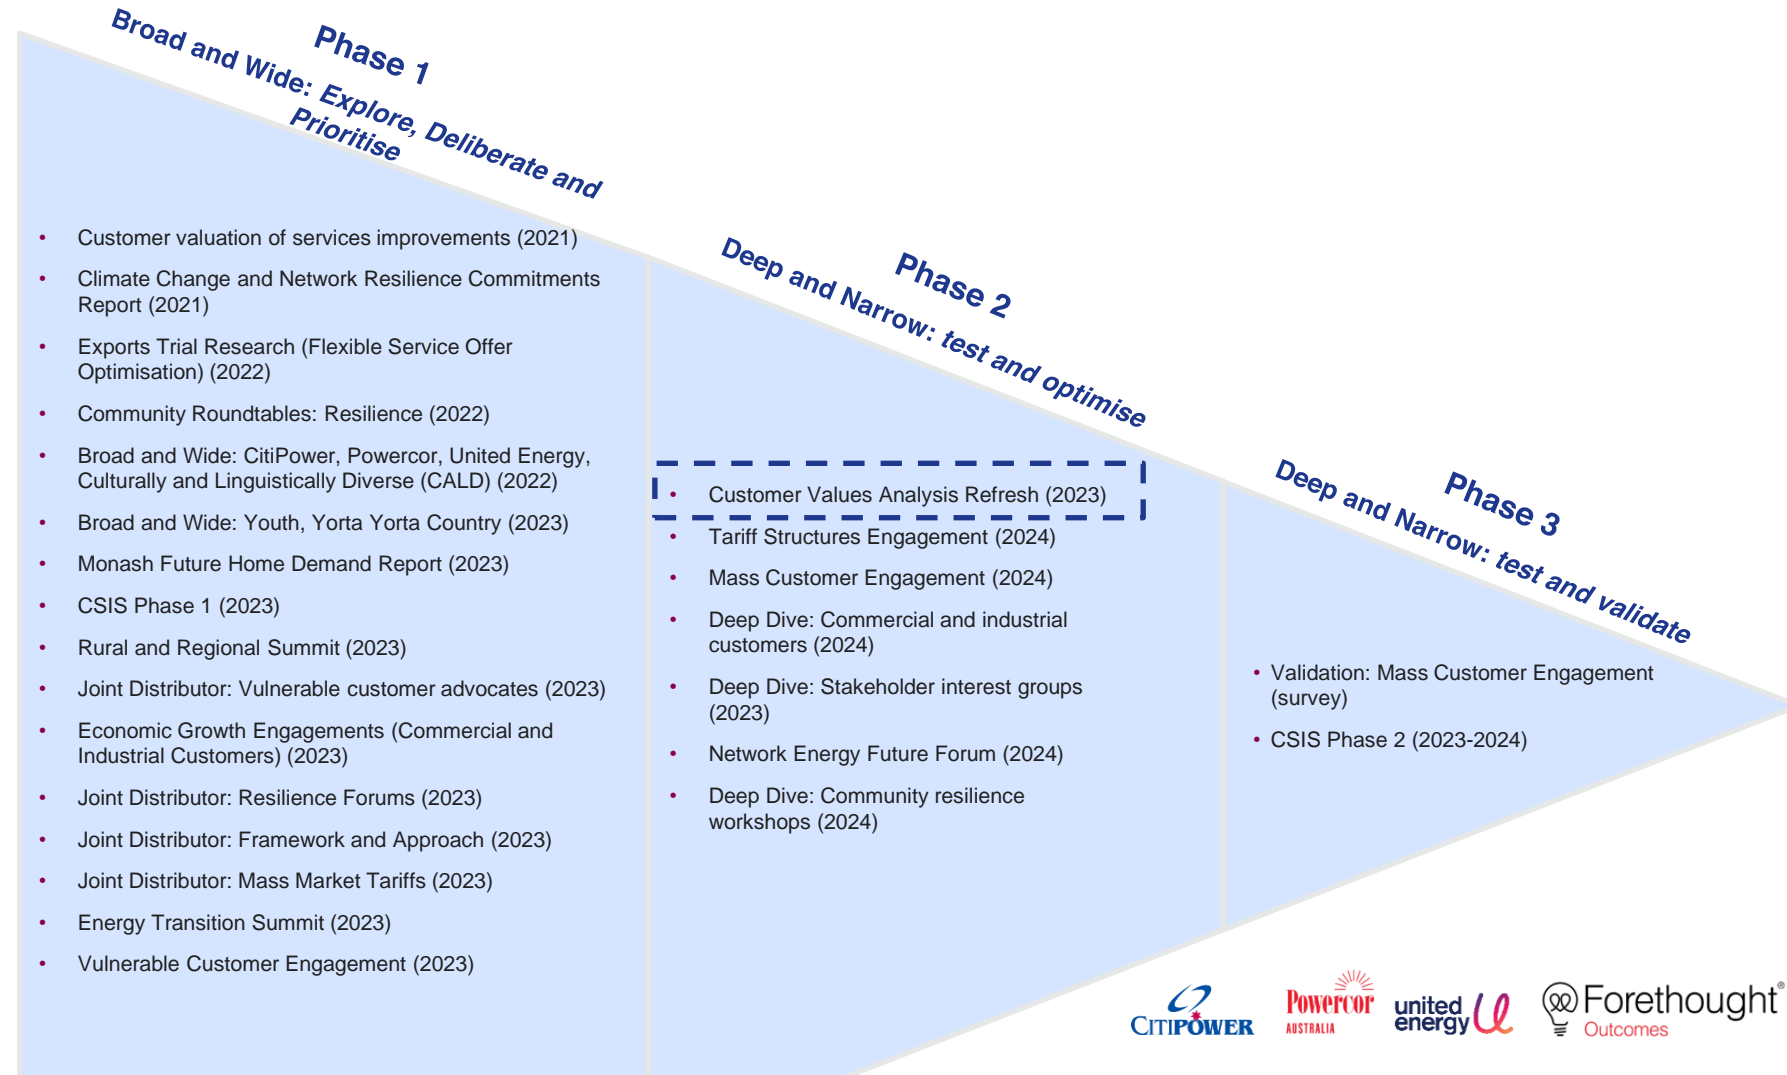 Phase 1
Broad and Wide: Explore, Deliberate and
Prioritise
• Customer valuation of services improvements (2021)
• Climate Change and Network Resilience Commitments
Report (2021)
• Exports Trial Research (Flexible Service Offer
Optimisation) (2022)
• Community Roundtables: Resilience (2022)
• Broad and Wide: CitiPower, Powercor, United Energy,
Culturally and Linguistically Diverse (CALD) (2022)
• Broad and Wide: Youth, Yorta Yorta Country (2023)
• Monash Future Home Demand Report (2023)
• CSIS Phase 1 (2023)
• Rural and Regional Summit (2023)
• Joint Distributor: Vulnerable customer advocates (2023)
• Economic Growth Engagements (Commercial and
Industrial Customers) (2023)
• Joint Distributor: Resilience Forums (2023)
• Joint Distributor: Framework and Approach (2023)
• Joint Distributor: Mass Market Tariffs (2023)
• Energy Transition Summit (2023)
• Vulnerable Customer Engagement (2023)
Phase 2
Deep and Narrow: test and optimise
• Customer Values Analysis Refresh (2023)
• Tariff Structures Engagement (2024)
• Mass Customer Engagement (2024)
• Deep Dive: Commercial and industrial
customers (2024)
• Deep Dive: Stakeholder interest groups
(2023)
• Network Energy Future Forum (2024)
• Deep Dive: Community resilience
workshops (2024)
Phase 3
Deep and Narrow: test and validate
• Validation: Mass Customer Engagement
(survey)
• CSIS Phase 2 (2023-2024)
CITIPOWER
Powercor
AUSTRALIA
united
energy
Forethought®
Outcomes